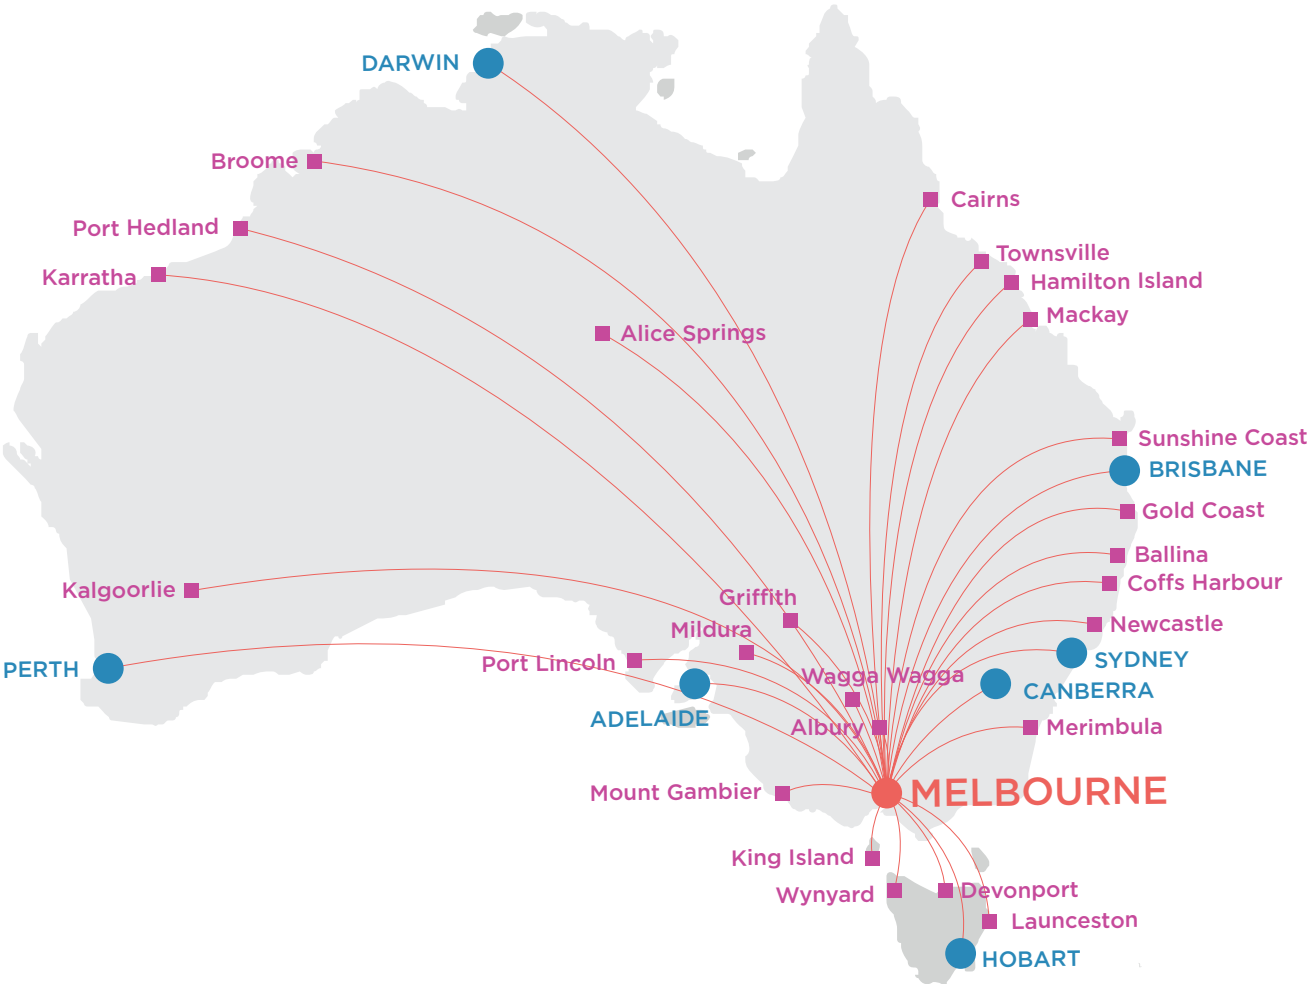 DARWIN
Broome
Cairns
Port Hedland
Townsville
Karratha
Hamilton Island
Mackay
Alice Springs
Sunshine Coast
BRISBANE
Gold Coast
Ballina
Coffs Harbour
Kalgoorlie
Griffith
Newcastle
Mildura
SYDNEY
Port Lincoln
PERTH
Wagga Wagga
CANBERRA
ADELAIDE
Albury
Merimbula
Mount Gambier
MELBOURNE
King Island
Wynyard
Devonport
Launceston
HOBART